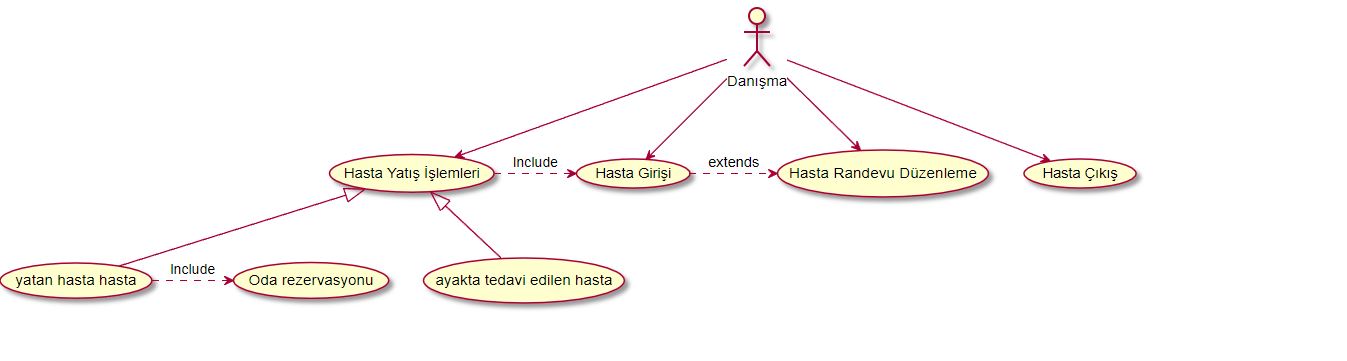 Danışma
Hasta Yatış İşlemleri
Include
Hasta Girişi
extends
Hasta Randevu Düzenleme
Hasta Çıkış
yatan hasta hasta
Include
Oda rezervasyonu
ayakta tedavi edilen hasta